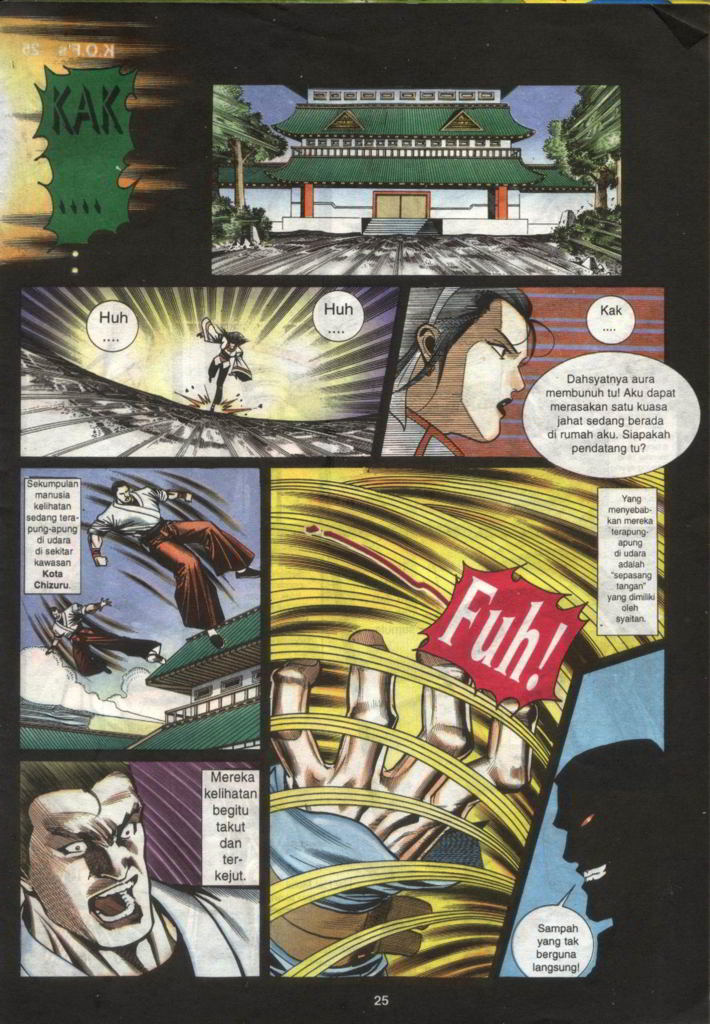 KAK
....
Huh
....
Huh
....
Kak
....
Dahsyatnya aura
membunuh tu! Aku dapat
merasakan satu kuasa
jahat sedang berada
di rumah aku. Siapakah
pendatang tu?
Sekumpulan
manusia
kelihatan
sedang tera-
pung-apung
di udara
di sekitar
kawasan
Kota
Chizuru.
Yang
menyebab-
kan mereka
terapung-
apung
di udara
adalah
"sepasang
tangan"
yang dimiliki
oleh
syaitan.
Fuh!
Mereka
kelihatan
begitu
takut
dan
ter-
kejut.
Sampah
yang tak
berguna
langsung!
25